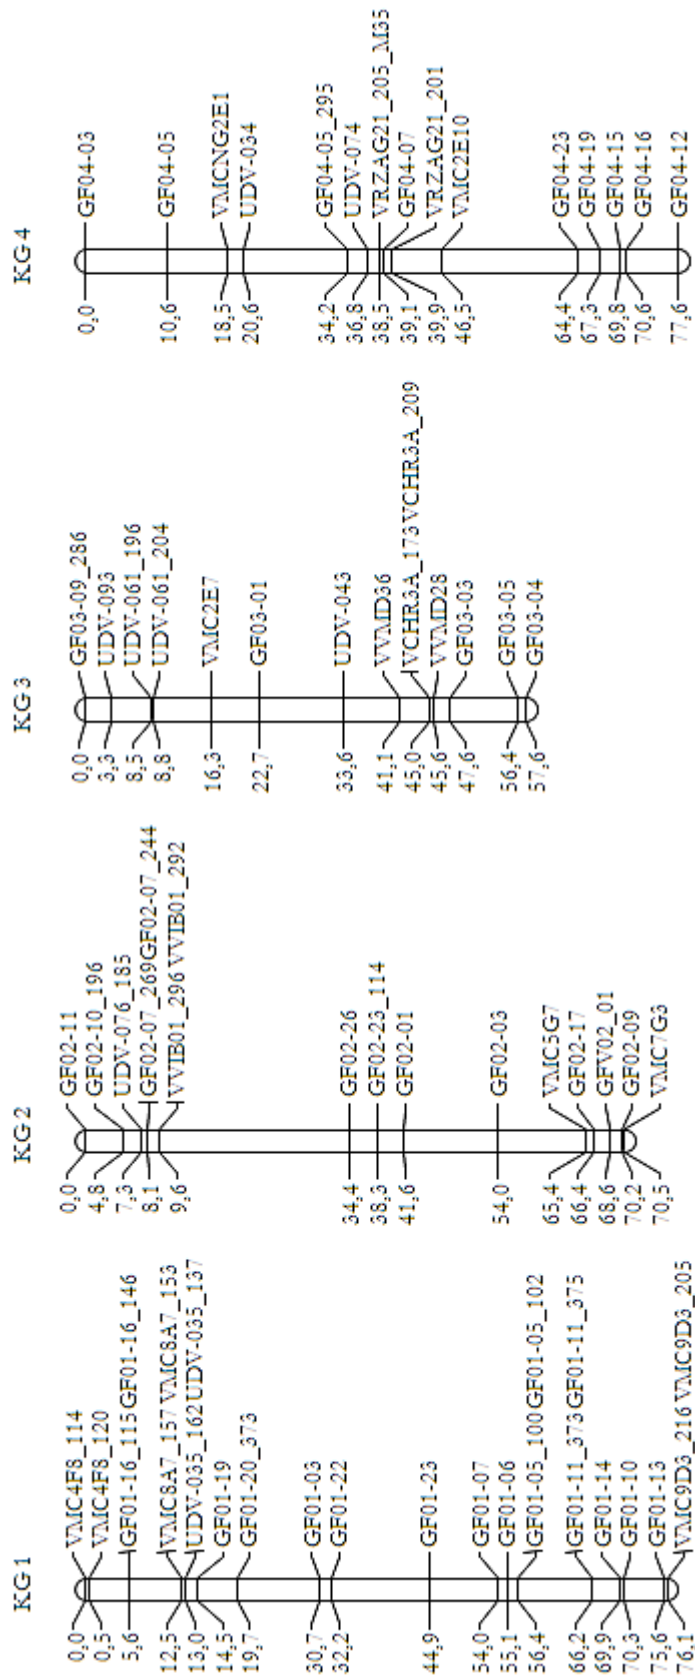 KG1
0,0 VMC4F8_114
0,5 VMC4F8_120
5,6 GF01-16_115 GF01-16_146
12,5 VMC8A7_157 VMC8A7_153
13,0 UDV-035_162 UDV-035_137
14,5 GF01-19
19,7 GF01-20_373
30,7 GF01-03
32,2 GF01-22
44,9 GF01-23
54,0 GF01-07
55,1 GF01-06
56,4 GF01-05_100 GF01-05_102
66,2 GF01-11_373 GF01-11_375
69,9 GF01-14
70,3 GF01-10
75,6 GF01-13
76,1 VMC9D3_216 VMC9D3_205
KG2
0,0 GF02-11
4,8 GF02-10_196
7,3 UDV-076_185
8,1 GF02-07_269 GF02-07_244
9,6 VVIB01_296 VVIB01_292
34,4 GF02-26
38,3 GF02-23_114
41,6 GF02-01
54,0 GF02-03
65,4 VMC5G7
66,4 GF02-17
68,6 GFV02_01
70,2 GF02-09
70,5 VMC7G3
KG3
0,0 GF03-09_286
3,3 UDV-093
8,5 UDV-061_196
8,8 UDV-061_204
16,3 VMC2E7
22,7 GF03-01
33,6 UDV-043
41,1 VVMD36
45,0 VCHR3A_173 VCHR3A_209
45,6 VVMD28
47,6 GF03-03
56,4 GF03-05
57,6 GF03-04
KG4
0,0 GF04-03
10,6 GF04-05
18,5 VMCNG2E1
20,6 UDV-034
34,2 GF04-05_295
36,8 UDV-074
38,5 VRZAG21_205_M35
39,1 GF04-07
39,9 VRZAG21_201
46,5 VMC2E10
64,4 GF04-23
67,3 GF04-19
69,8 GF04-15
70,6 GF04-16
77,6 GF04-12